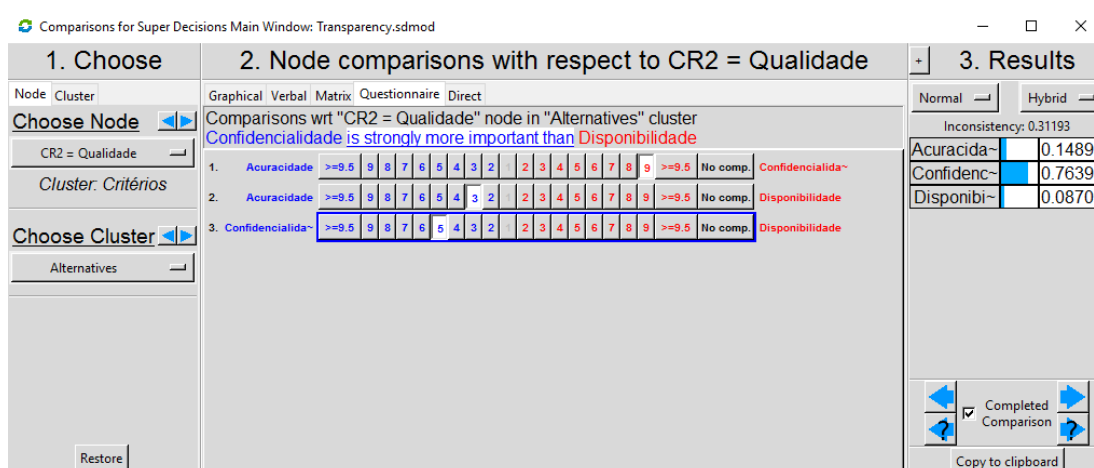 Comparisons for Super Decisions Main Window: Transparency.sdmod
1. Choose
2. Node comparisons with respect to CR2 = Qualidade
+ 3. Results
Node Cluster
Choose Node
CR2 = Qualidade
Cluster: Critérios
Choose Cluster
Alternatives
Restore
Graphical Verbal Matrix Questionnaire Direct
Comparisons wrt "CR2 = Qualidade" node in "Alternatives" cluster
Confidencialidade is strongly more important than Disponibilidade
1. Acuracidade >=9.5 9 8 7 6 5 4 3 2 1 2 3 4 5 6 7 8 9 >=9.5 No comp. Confidencialida~
2. Acuracidade >=9.5 9 8 7 6 5 4 3 2 1 2 3 4 5 6 7 8 9 >=9.5 No comp. Disponibilidade
3. Confidencialida~ >=9.5 9 8 7 6 5 4 3 2 1 2 3 4 5 6 7 8 9 >=9.5 No comp. Disponibilidade
Normal Hybrid
Inconsistency: 0.31193
Acuracida~ 0.1489
Confidenc~ 0.7639
Disponibi~ 0.0870
Completed
Comparison
? ?
Copy to clipboard